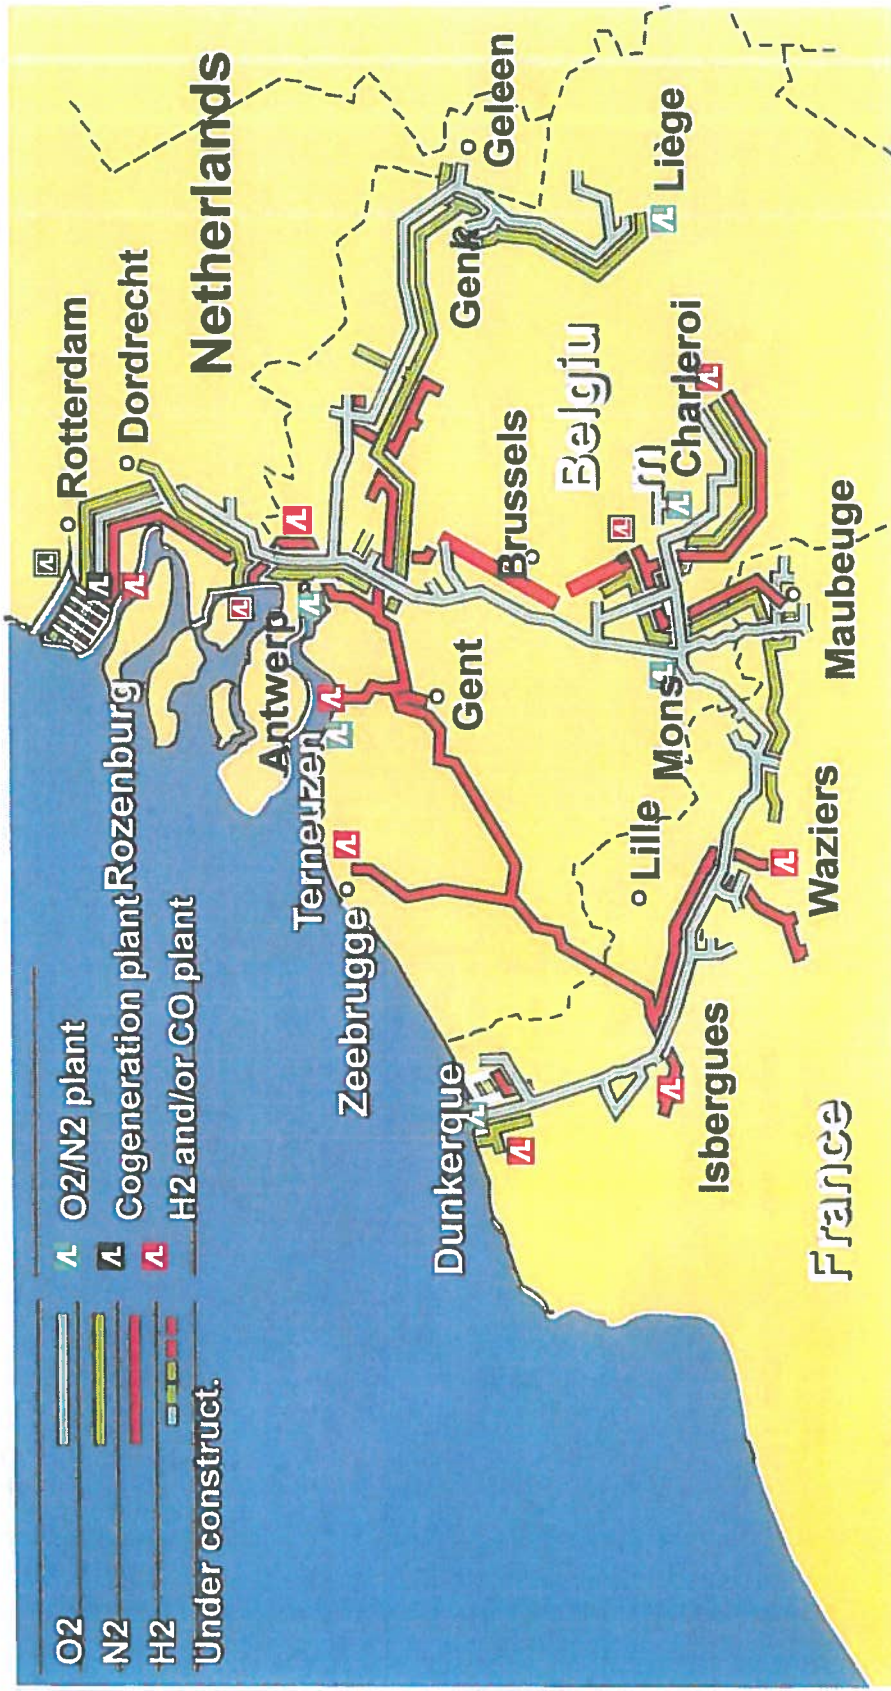 O2
N2
H2
Under construct.
O2/N2 plant
Cogeneration plant
H2 and/or CO plant
Rotterdam
Dordrecht
Rozenburg
Netherlands
Antwerp
Terneuzen
Zeebrugge
Dunkerque
Gent
Genk
Geleen
Brussels
Belgiu
m
Liège
Lille
Mons
Charleroi
Isbergues
Waziers
Maubeuge
France